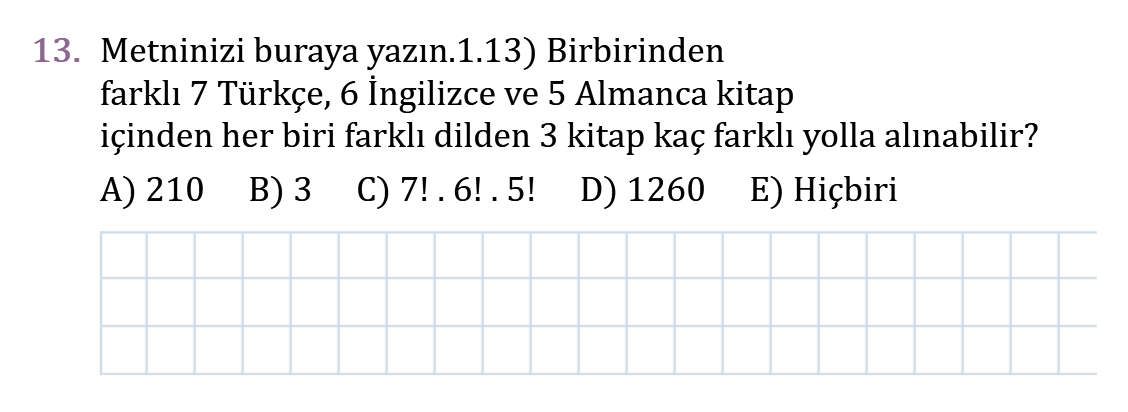 13. Metninizi buraya yazın.1.13) Birbirinden
farklı 7 Türkçe, 6 İngilizce ve 5 Almanca kitap
içinden her biri farklı dilden 3 kitap kaç farklı yolla alınabilir?
A) 210 B) 3 C) 7! . 6! . 5! D) 1260 E) Hiçbiri